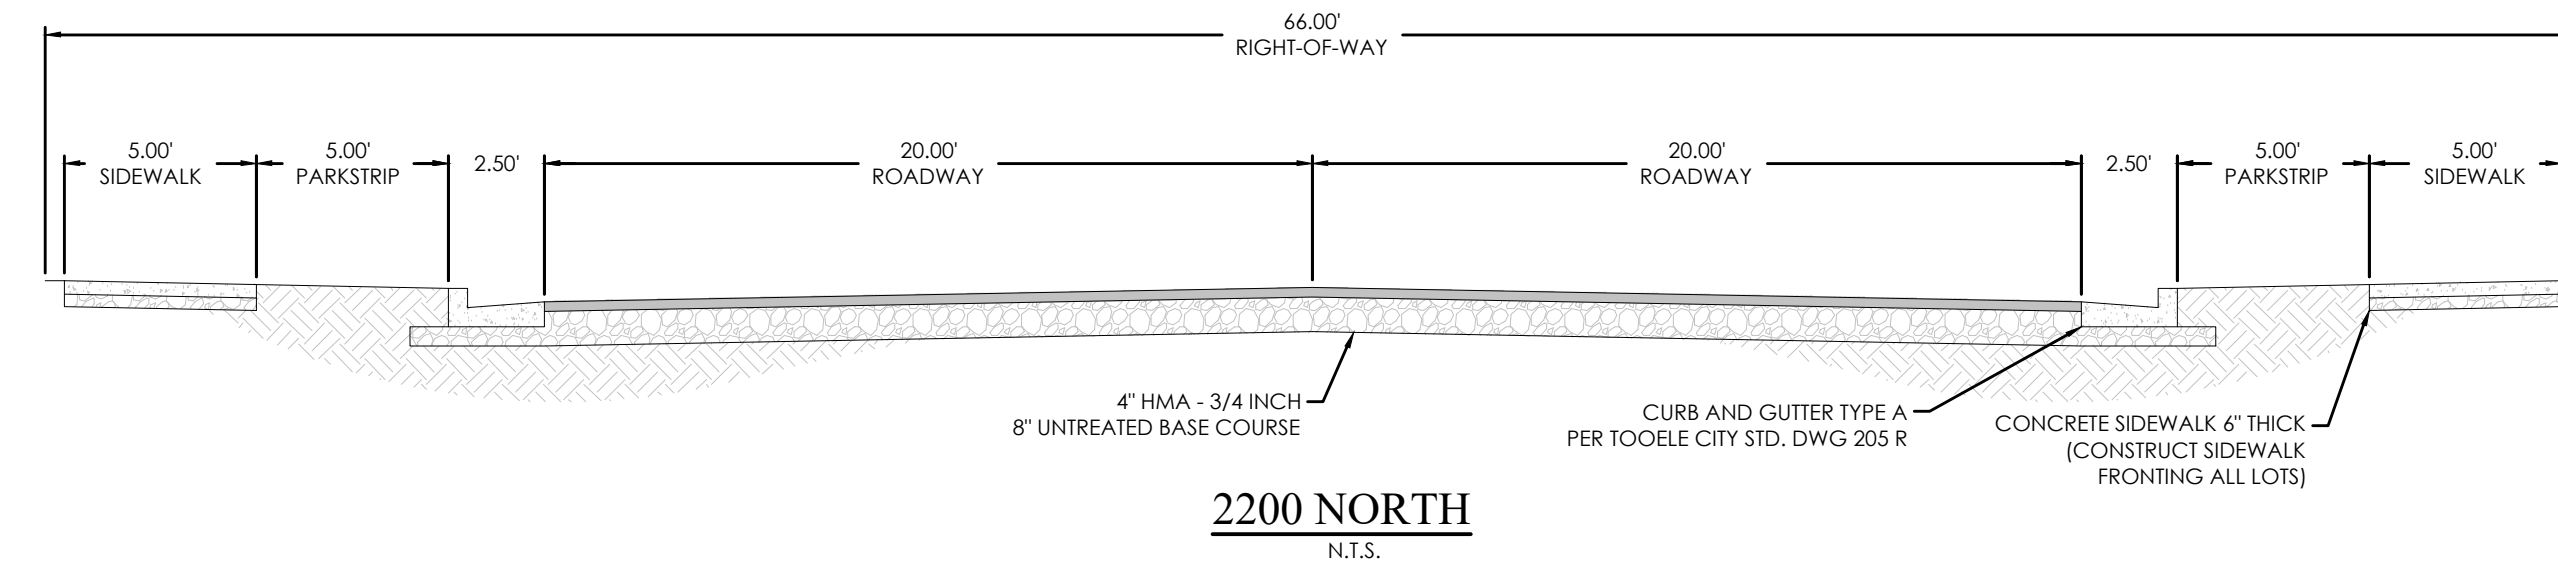 66.00'
RIGHT-OF-WAY
5.00'
SIDEWALK
5.00'
PARKSTRIP
2.50'
20.00'
ROADWAY
20.00'
ROADWAY
2.50'
5.00'
PARKSTRIP
5.00'
SIDEWALK
4" HMA - 3/4 INCH
8" UNTREATED BASE COURSE
CURB AND GUTTER TYPE A
PER TOOELE CITY STD. DWG 205 R
CONCRETE SIDEWALK 6" THICK
(CONSTRUCT SIDEWALK
FRONTING ALL LOTS)
2200 NORTH
N.T.S.